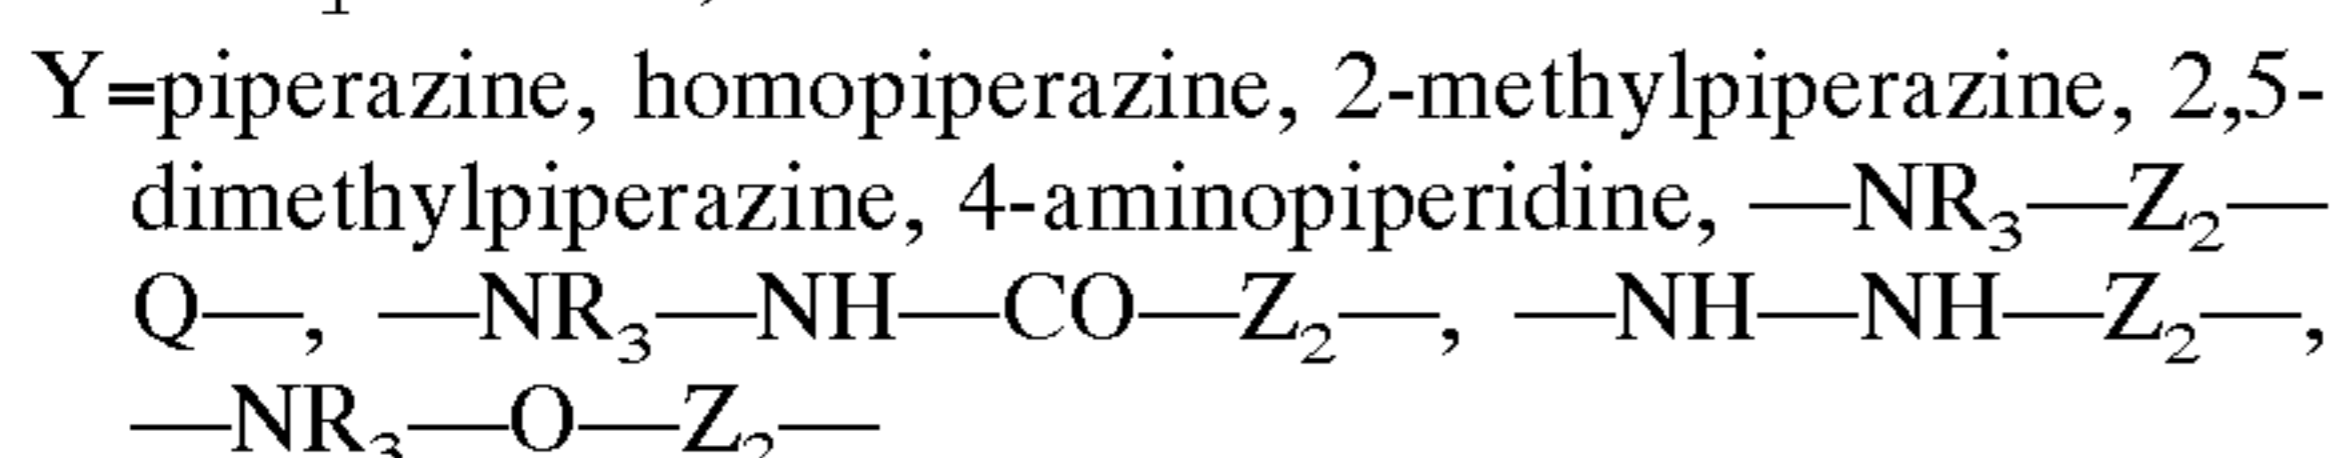 Y=piperazine, homopiperazine, 2-methylpiperazine, 2,5-
dimethylpiperazine, 4-aminopiperidine, —NR₃—Z₂—
Q—, —NR₃—NH—CO—Z₂—, —NH—NH—Z₂—,
—NR₃—O—Z₂—